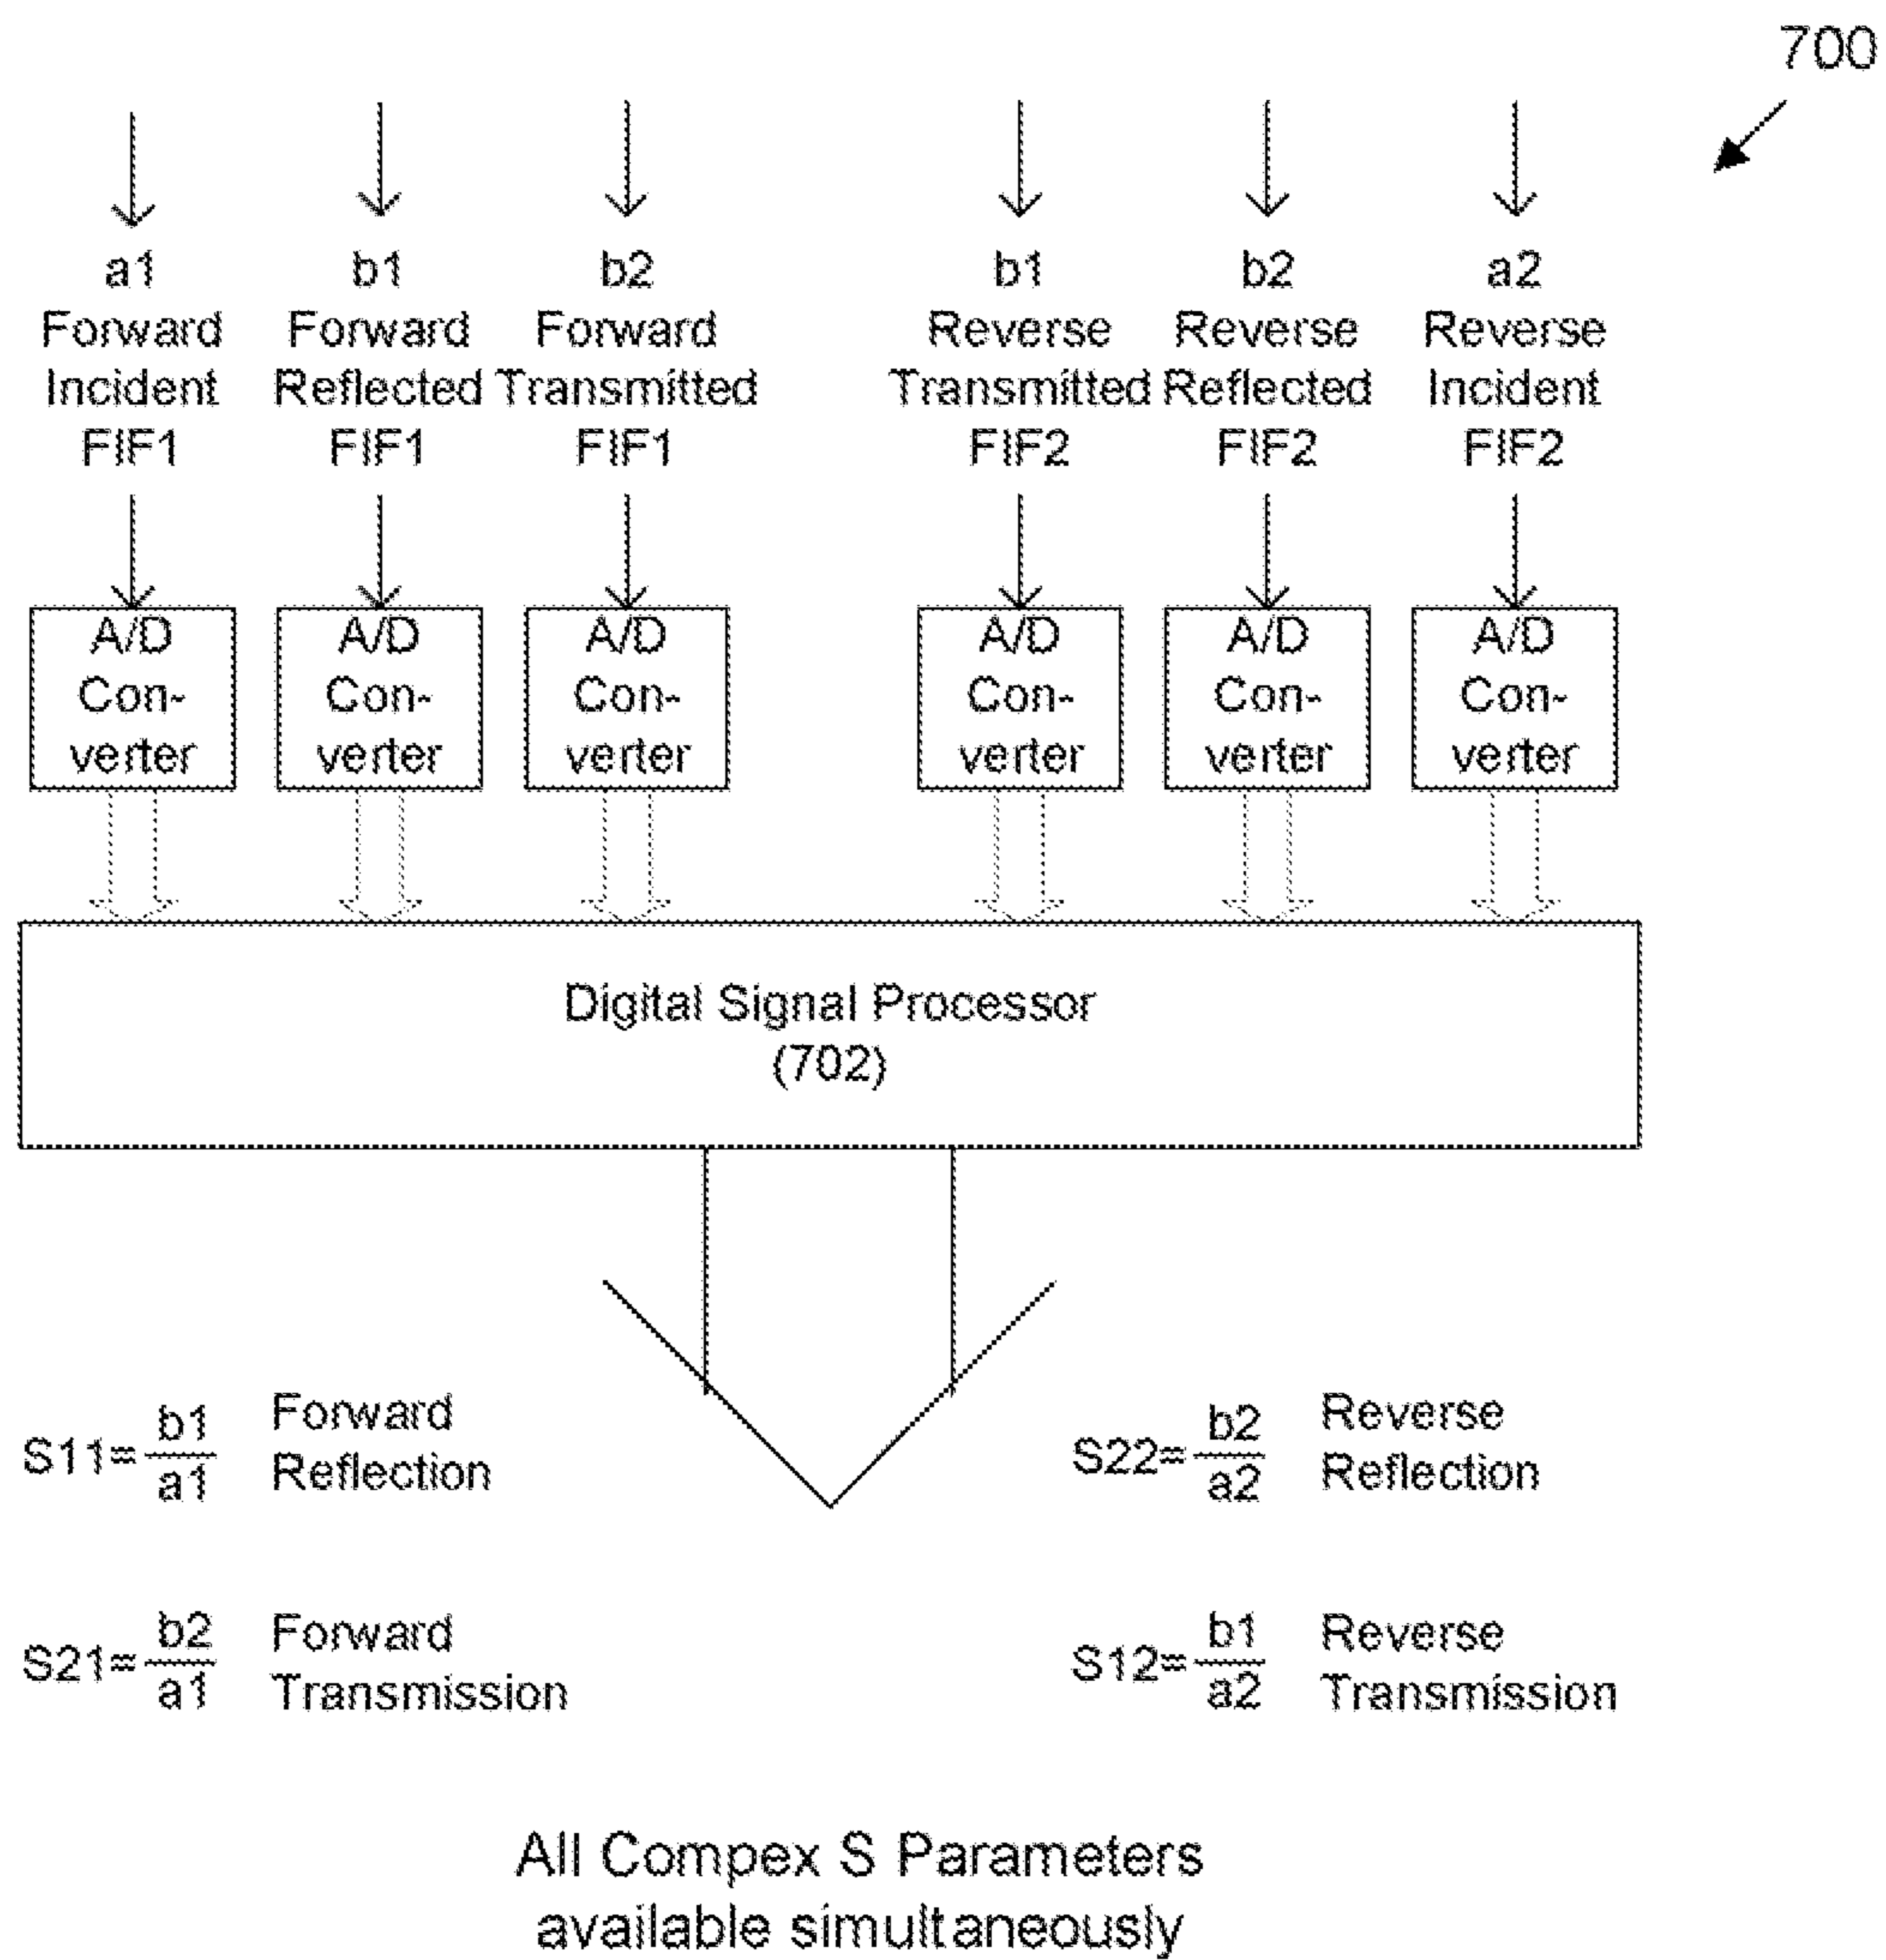 700
a1 b1 b2 b1 b2 a2
Forward Forward Forward Reverse Reverse Reverse
Incident Reflected Transmitted Transmitted Reflected Incident
FIF1 FIF1 FIF1 FIF2 FIF2 FIF2
A/D A/D A/D A/D A/D A/D
Con- Con- Con- Con- Con- Con-
verter verter verter verter verter verter
Digital Signal Processor
(702)
S11=b1/a1 Forward Reflection
S22=b2/a2 Reverse Reflection
S21=b2/a1 Forward Transmission
S12=b1/a2 Reverse Transmission
All Compex S Parameters
available simultaneously